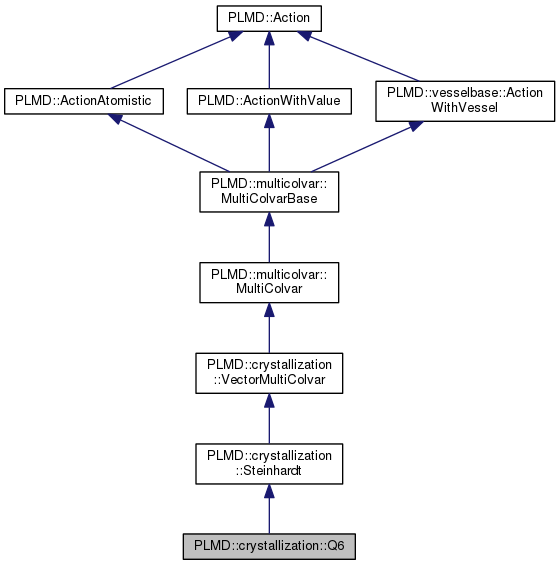 PLMD::Action
PLMD::ActionAtomistic
PLMD::ActionWithValue
PLMD::vesselbase::Action
WithVessel
PLMD::multicolvar::
MultiColvarBase
PLMD::multicolvar::
MultiColvar
PLMD::crystallization
::VectorMultiColvar
PLMD::crystallization
::Steinhardt
PLMD::crystallization::Q6